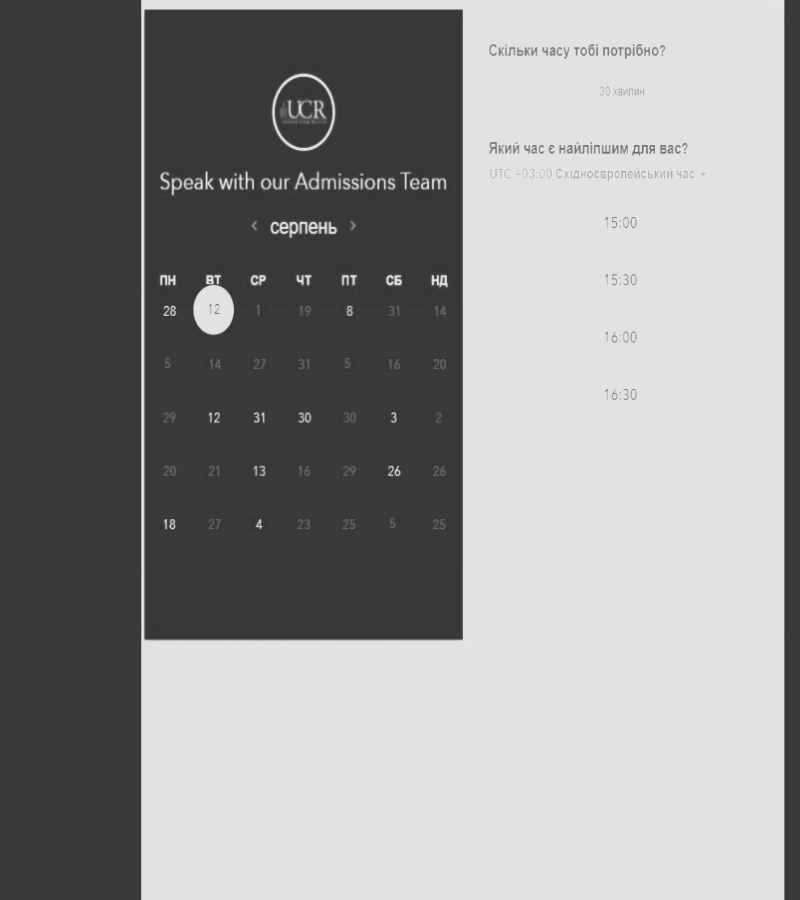 UCR
Speak with our Admissions Team
‹ серпень ›
ПН ВТ СР ЧТ ПТ СБ НД
28 12 1 19 8 31 14
5 14 27 31 5 16 20
29 12 31 30 30 3 2
20 21 13 16 29 26 26
18 27 4 23 25 5 25
Скільки часу тобі потрібно?
30 хвилин
Який час є найліпшим для вас?
UTC +03:00 Східноєвропейський час
15:00
15:30
16:00
16:30